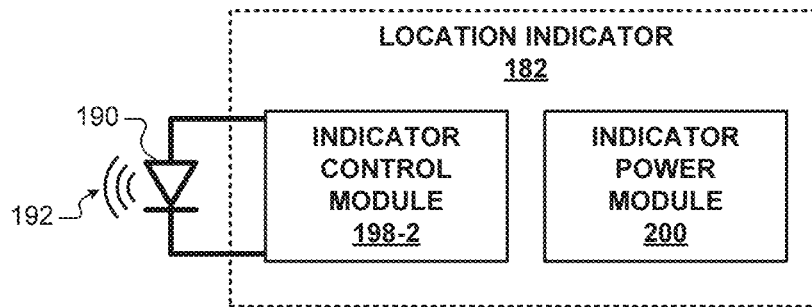 LOCATION INDICATOR
182
190
192
INDICATOR
CONTROL
MODULE
198-2
INDICATOR
POWER
MODULE
200